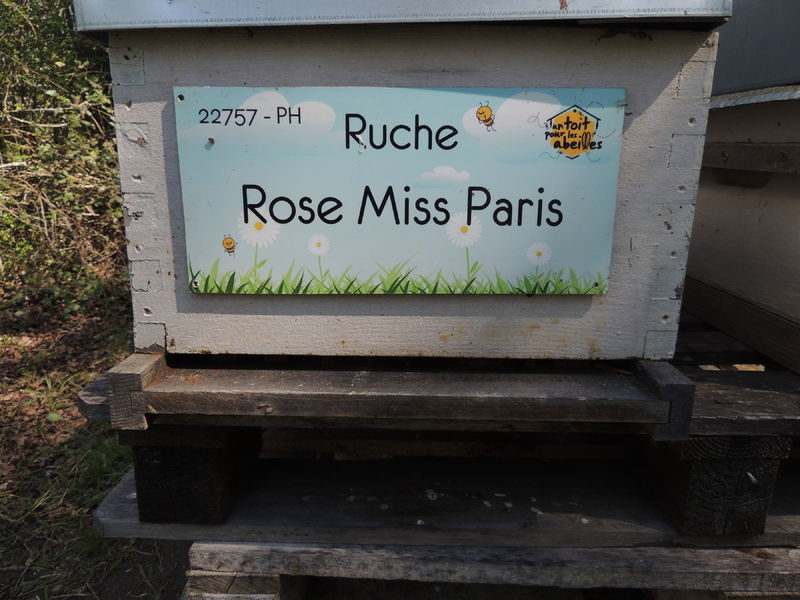 22757 - PH
Ruche
un toit
pour les
abeilles
Rose Miss Paris